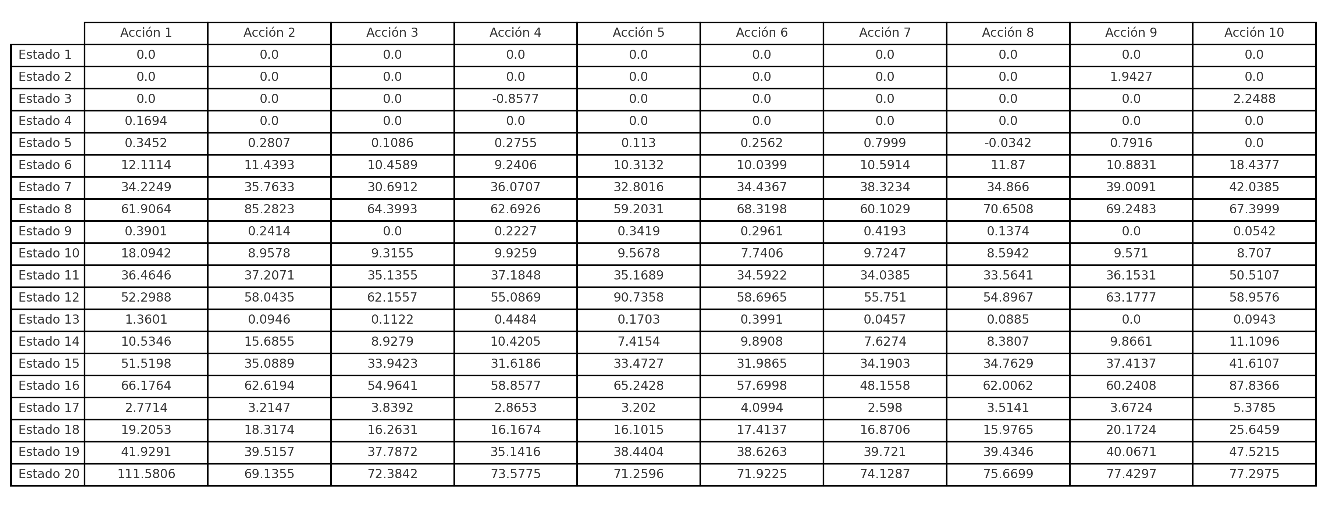 Acción 1 Acción 2 Acción 3 Acción 4 Acción 5 Acción 6 Acción 7 Acción 8 Acción 9 Acción 10
Estado 1 0.0 0.0 0.0 0.0 0.0 0.0 0.0 0.0 0.0 0.0
Estado 2 0.0 0.0 0.0 0.0 0.0 0.0 0.0 0.0 1.9427 0.0
Estado 3 0.0 0.0 0.0 -0.8577 0.0 0.0 0.0 0.0 0.0 2.2488
Estado 4 0.1694 0.0 0.0 0.0 0.0 0.0 0.0 0.0 0.0 0.0
Estado 5 0.3452 0.2807 0.1086 0.2755 0.113 0.2562 0.7999 -0.0342 0.7916 0.0
Estado 6 12.1114 11.4393 10.4589 9.2406 10.3132 10.0399 10.5914 11.87 10.8831 18.4377
Estado 7 34.2249 35.7633 30.6912 36.0707 32.8016 34.4367 38.3234 34.866 39.0091 42.0385
Estado 8 61.9064 85.2823 64.3993 62.6926 59.2031 68.3198 60.1029 70.6508 69.2483 67.3999
Estado 9 0.3901 0.2414 0.0 0.2227 0.3419 0.2961 0.4193 0.1374 0.0 0.0542
Estado 10 18.0942 8.9578 9.3155 9.9259 9.5678 7.7406 9.7247 8.5942 9.571 8.707
Estado 11 36.4646 37.2071 35.1355 37.1848 35.1689 34.5922 34.0385 33.5641 36.1531 50.5107
Estado 12 52.2988 58.0435 62.1557 55.0869 90.7358 58.6965 55.751 54.8967 63.1777 58.9576
Estado 13 1.3601 0.0946 0.1122 0.4484 0.1703 0.3991 0.0457 0.0885 0.0 0.0943
Estado 14 10.5346 15.6855 8.9279 10.4205 7.4154 9.8908 7.6274 8.3807 9.8661 11.1096
Estado 15 51.5198 35.0889 33.9423 31.6186 33.4727 31.9865 34.1903 34.7629 37.4137 41.6107
Estado 16 66.1764 62.6194 54.9641 58.8577 65.2428 57.6998 48.1558 62.0062 60.2408 87.8366
Estado 17 2.7714 3.2147 3.8392 2.8653 3.202 4.0994 2.598 3.5141 3.6724 5.3785
Estado 18 19.2053 18.3174 16.2631 16.1674 16.1015 17.4137 16.8706 15.9765 20.1724 25.6459
Estado 19 41.9291 39.5157 37.7872 35.1416 38.4404 38.6263 39.721 39.4346 40.0671 47.5215
Estado 20 111.5806 69.1355 72.3842 73.5775 71.2596 71.9225 74.1287 75.6699 77.4297 77.2975